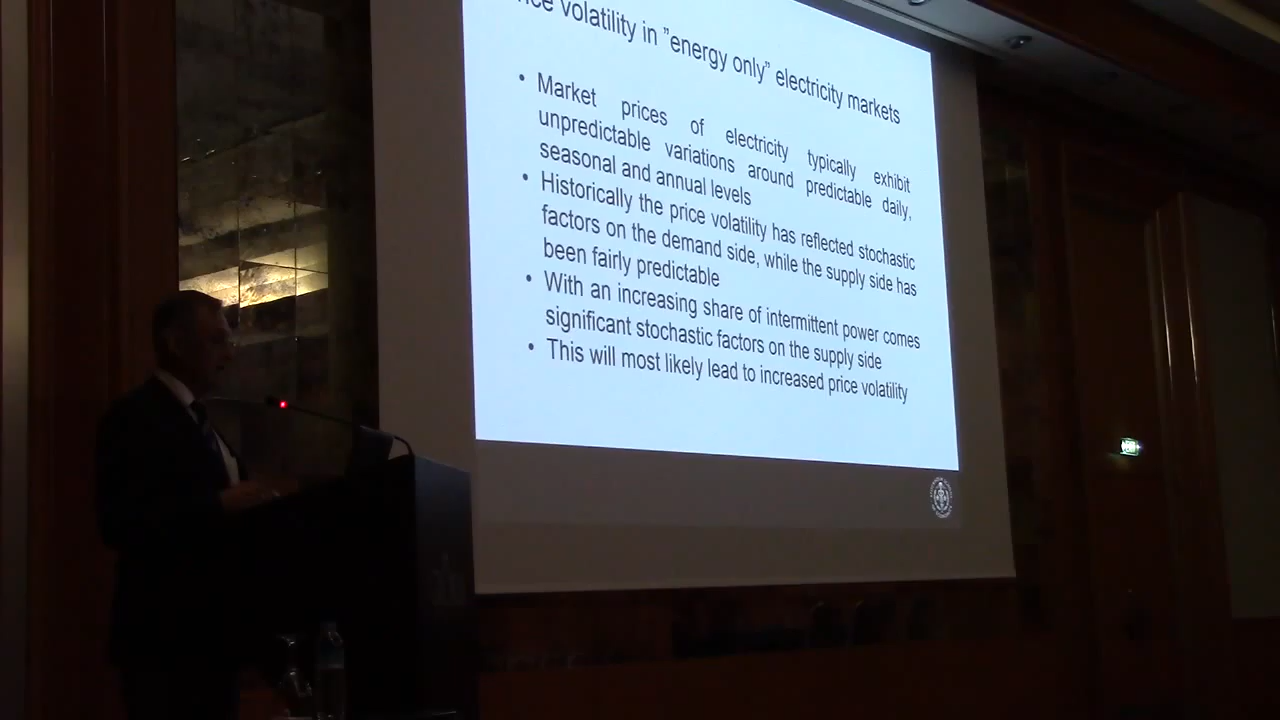 volatility in ”energy only” electricity markets
• Market prices of electricity typically exhibit
unpredictable variations around predictable daily,
seasonal and annual levels
• Historically the price volatility has reflected stochastic
factors on the demand side, while the supply side has
been fairly predictable
• With an increasing share of intermittent power comes
significant stochastic factors on the supply side
• This will most likely lead to increased price volatility